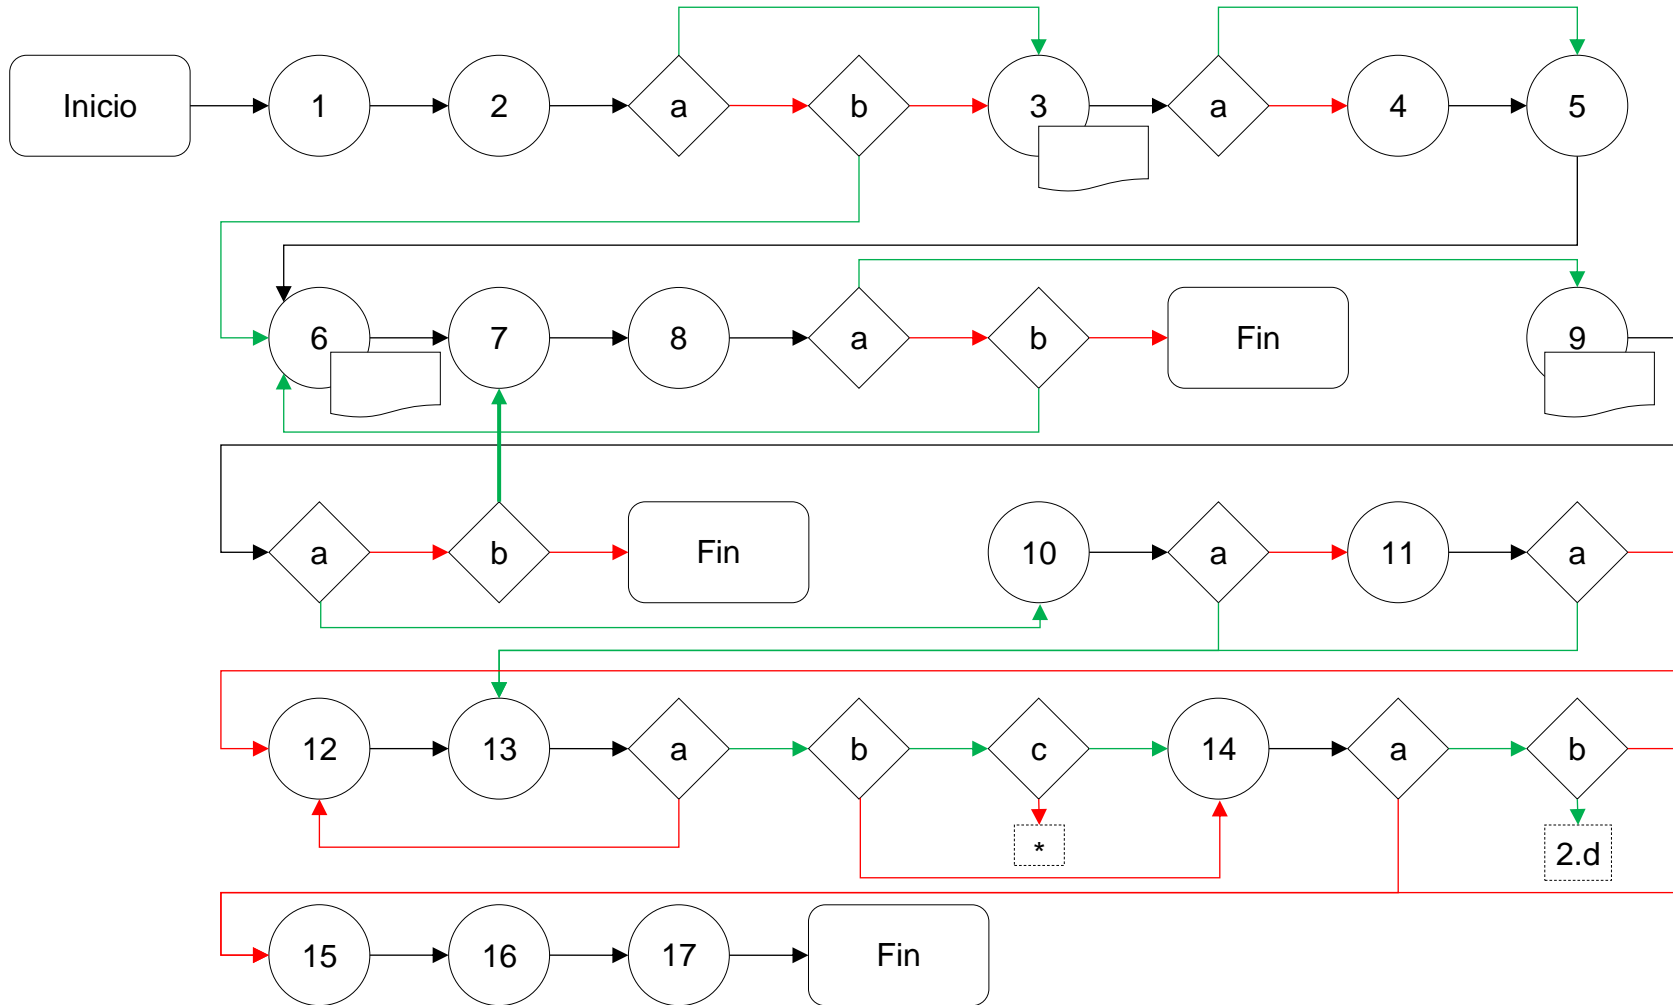 Inicio 1 2 a b 3 a 4 5
6 7 8 a b Fin 9
a b Fin 10 a 11 a
12 13 a b c 14 a b
* 2.d
15 16 17 Fin